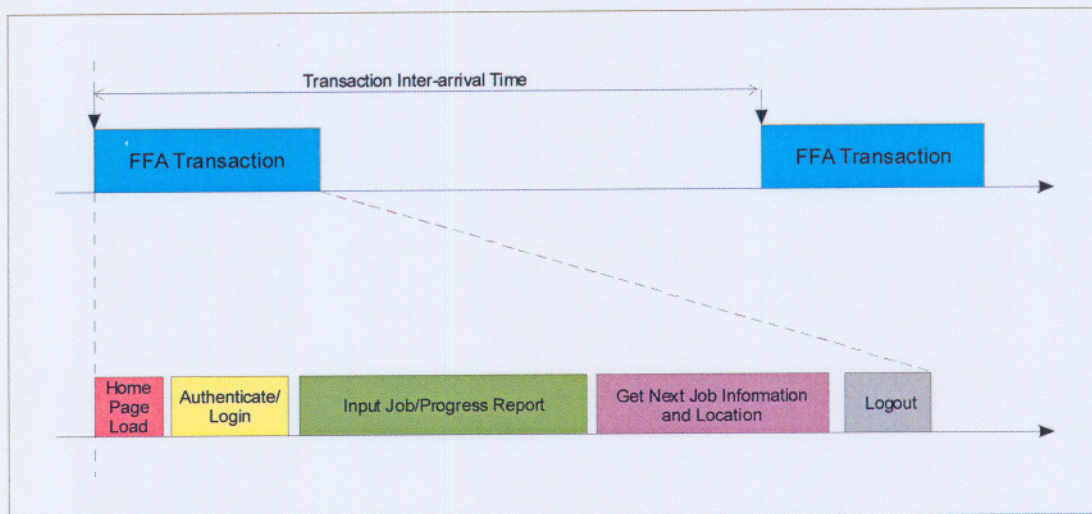 Transaction Inter-arrival Time
FFA Transaction
FFA Transaction
Home
Page
Load
Authenticate/
Login
Input Job/Progress Report
Get Next Job Information
and Location
Logout